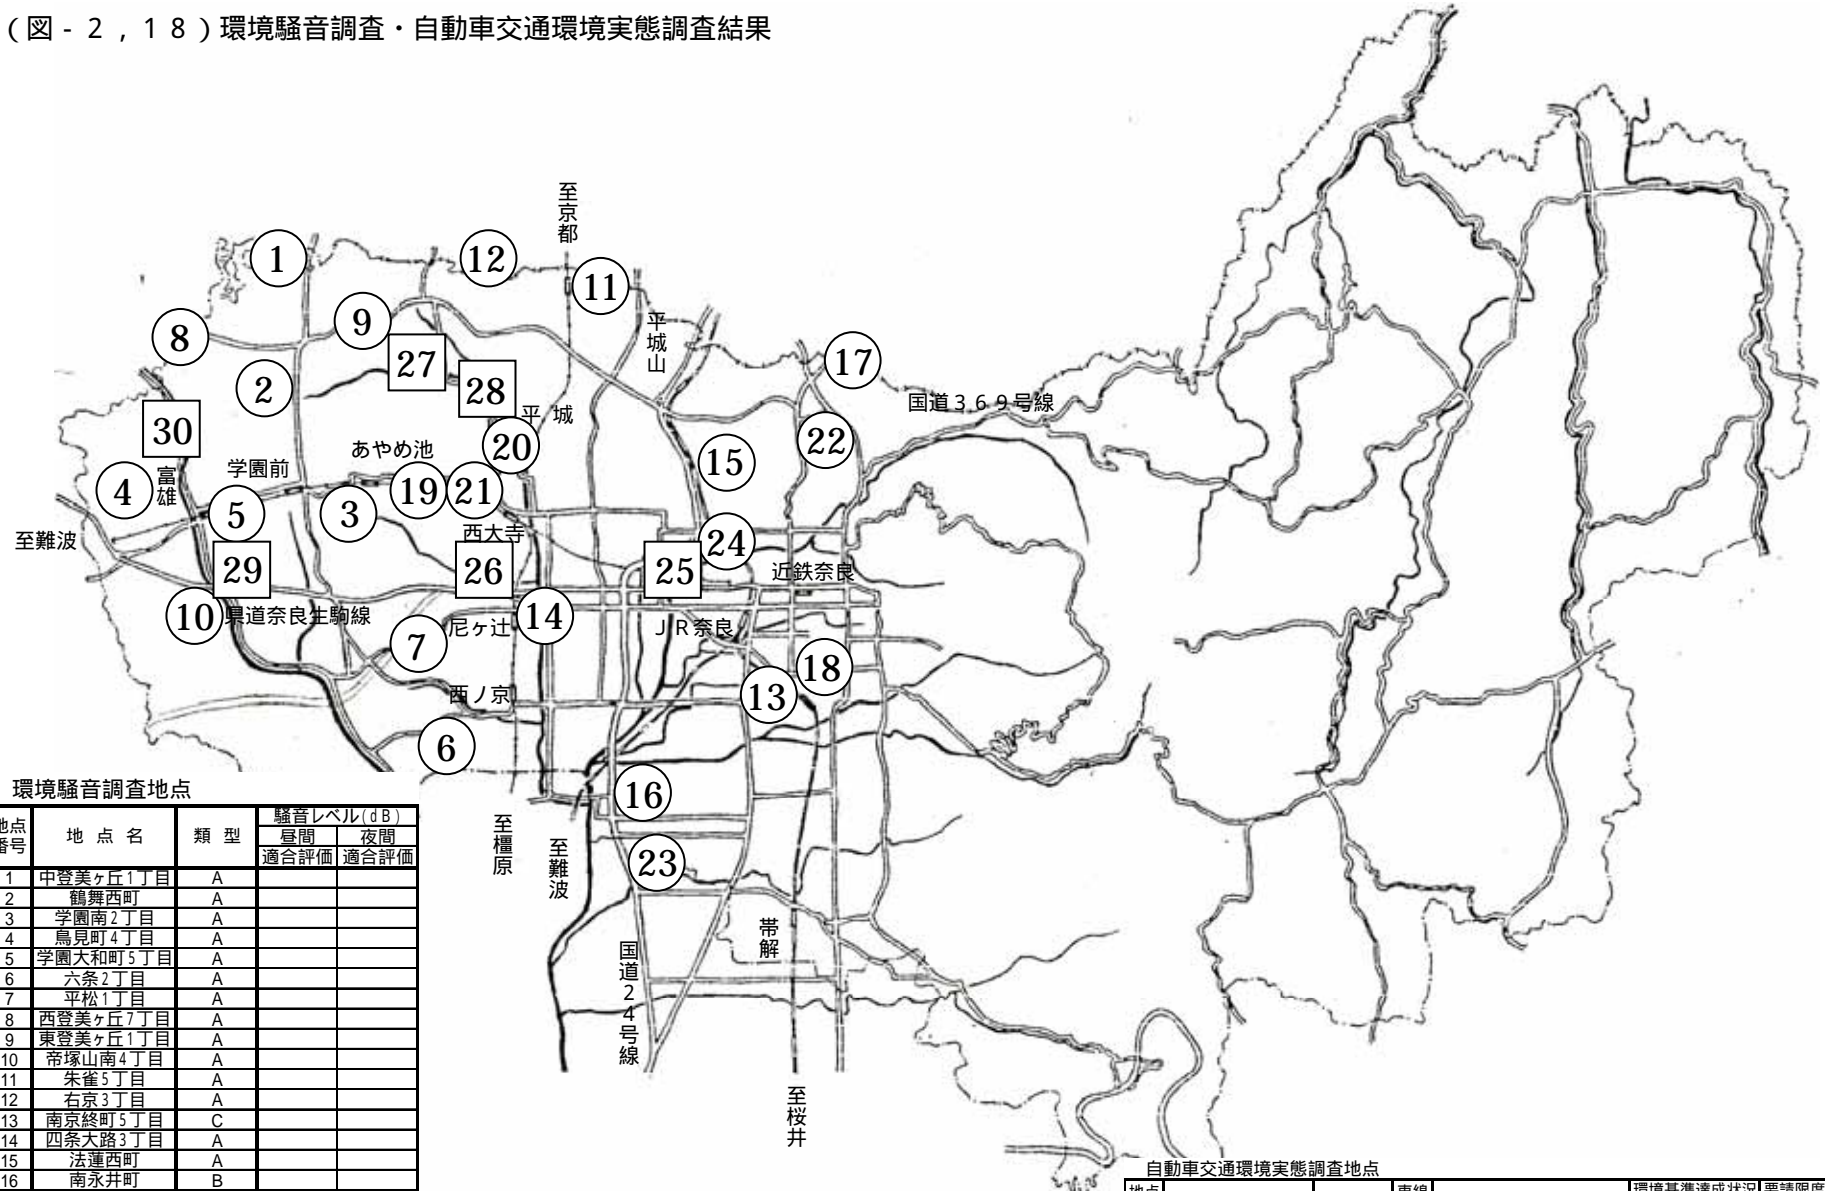 (図-2,18)環境騒音調査・自動車交通環境実態調査結果
至京都
1
12
11
9
8
平城山
27
17
28
2
国道369号線
平城
30
20
22
あやめ池
15
学園前
富雄
4
19
21
5
3
西大寺
至難波
24
29
26
25
近鉄奈良
10
県道奈良生駒線
14
尼ヶ辻
JR奈良
7
18
西ノ京
13
6
16
至橿原
至難波
23
帯解
国道24号線
至桜井
環境騒音調査地点
地点番号 地点名 類型 騒音レベル(dB)
昼間 夜間
適合評価 適合評価
1 中登美ヶ丘1丁目 A
2 鶴舞西町 A
3 学園南2丁目 A
4 鳥見町4丁目 A
5 学園大和町5丁目 A
6 六条2丁目 A
7 平松1丁目 A
8 西登美ヶ丘7丁目 A
9 東登美ヶ丘1丁目 A
10 帝塚山南4丁目 A
11 朱雀5丁目 A
12 右京3丁目 A
13 南京終町5丁目 C
14 四条大路3丁目 A
15 法蓮西町 A
16 南永井町 B
自動車交通環境実態調査地点
地点 車線 環境基準達成状況 要請限度